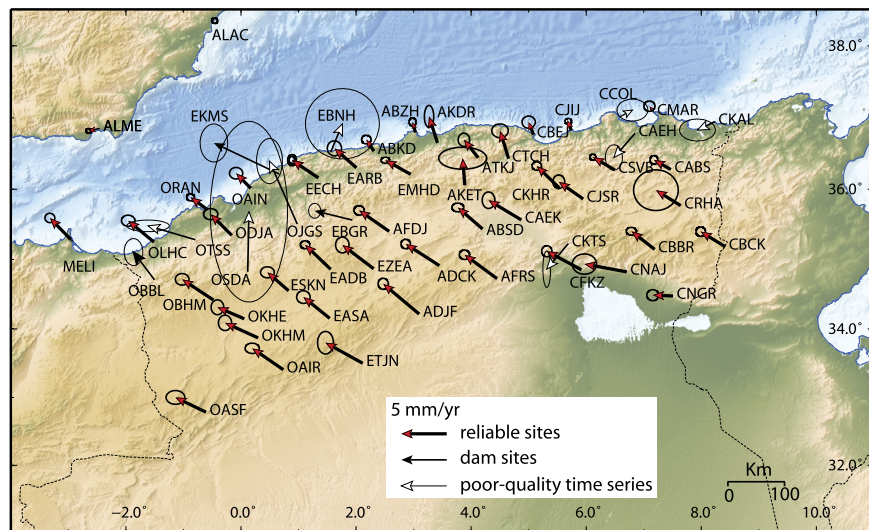 ALAC
38.0°
CCOL
EKMS
EBNH
ABZH
AKDR
CJIJ
CMAR
ALME
ABKD
CBEJ
CAEH
CKAL
CTCH
ATKJ
CSVB
CABS
ORAN
OAIN
EECH
EARB
EMHD
AKET
CKHR
CJSR
36.0°
CRHA
MELI
OLHC
OTSS
ODJA
OJGS
EBGR
AFDJ
ABSD
CAEK
CKTS
CBBR
CBCK
OBBL
OSDA
EADB
EZEA
ADCK
AFRS
CFKZ
CNAJ
OBHM
ESKN
CNGR
OKHE
EASA
ADJF
34.0°
OKHM
OAIR
ETJN
OASF
5 mm/yr
reliable sites
dam sites
poor-quality time series
Km
0 100
32.0°
−2.0° 0.0° 2.0° 4.0° 6.0° 8.0° 10.0°